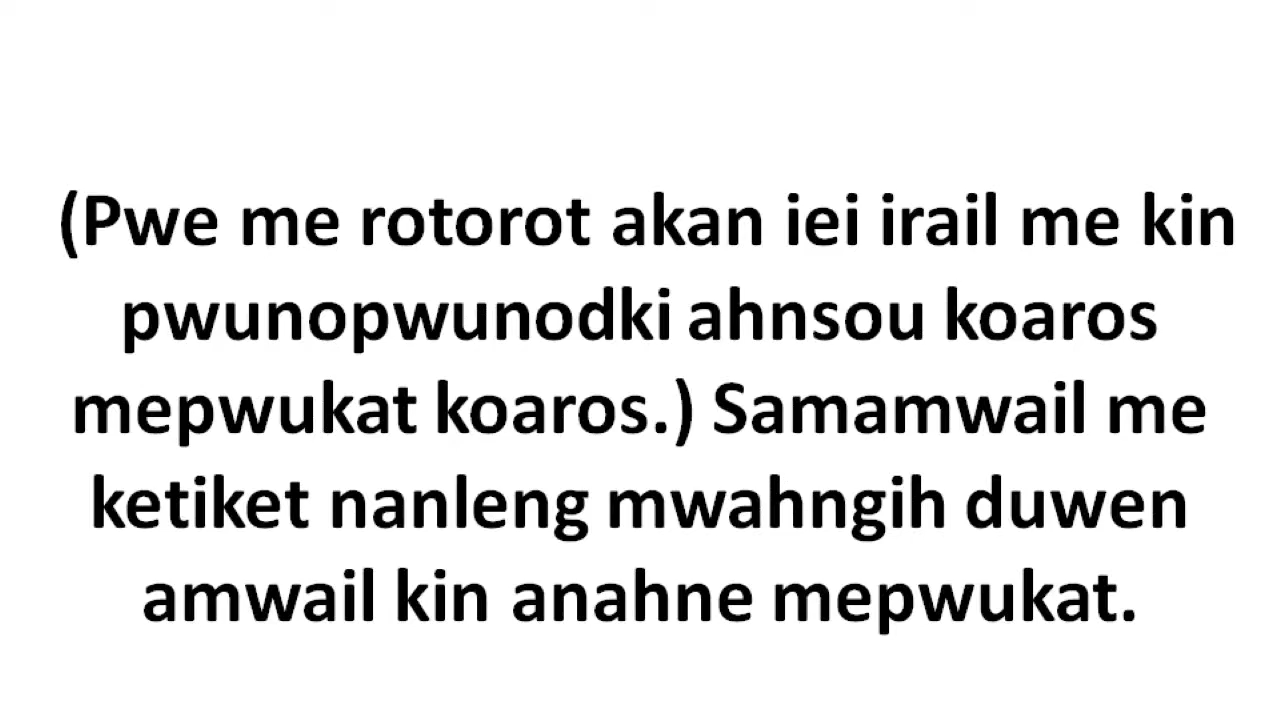 (Pwe me rotorot akan iei irail me kin
pwunopwunodki ahnsou koaros
mepwukat koaros.) Samamwail me
ketiket nanleng mwahngih duwen
amwail kin anahne mepwukat.